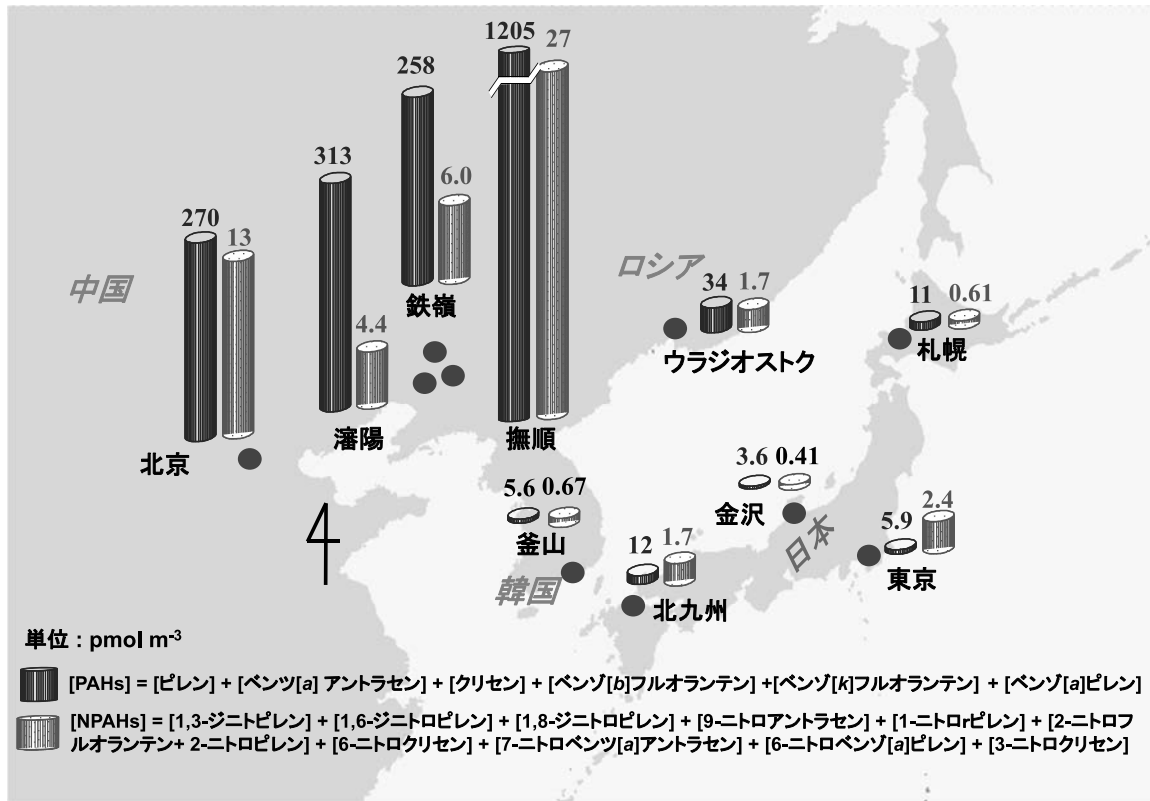 1205
27
258
313
6.0
270
13
中国
ロシア
鉄嶺
34
1.7
11
0.61
4.4
ウラジオストク
札幌
瀋陽
撫順
北京
3.6
0.41
5.6
0.67
金沢
2.4
5.9
釜山
12
1.7
日本
東京
韓国
北九州
単位 : pmol m-3
[PAHs] = [ピレン] + [ベンツ[a] アントラセン] + [クリセン] + [ベンゾ[b]フルオランテン] +[ベンゾ[k]フルオランテン] + [ベンゾ[a]ピレン]
[NPAHs] = [1,3-ジニトピレン] + [1,6-ジニトロピレン] + [1,8-ジニトロピレン] + [9-ニトロアントラセン] + [1-ニトロrピレン] + [2-ニトロフ
ルオランテン+ 2-ニトロピレン] + [6-ニトロクリセン] + [7-ニトロベンツ[a]アントラセン] + [6-ニトロベンゾ[a]ピレン] + [3-ニトロクリセン]